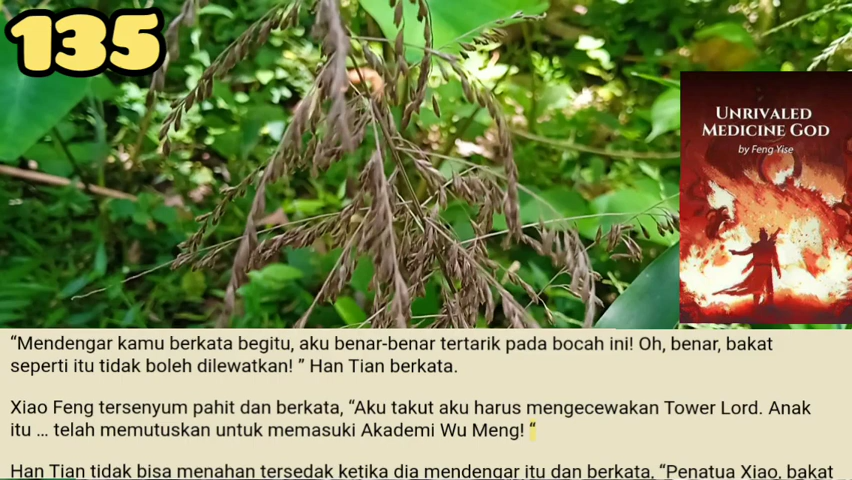 135
UNRIVALED
MEDICINE GOD
by Feng Yise
“Mendengar kamu berkata begitu, aku benar-benar tertarik pada bocah ini! Oh, benar, bakat
seperti itu tidak boleh dilewatkan! ” Han Tian berkata.
Xiao Feng tersenyum pahit dan berkata, “Aku takut aku harus mengecewakan Tower Lord. Anak
itu … telah memutuskan untuk memasuki Akademi Wu Meng! “
Han Tian tidak bisa menahan tersedak ketika dia mendengar itu dan berkata, “Penatua Xiao, bakat